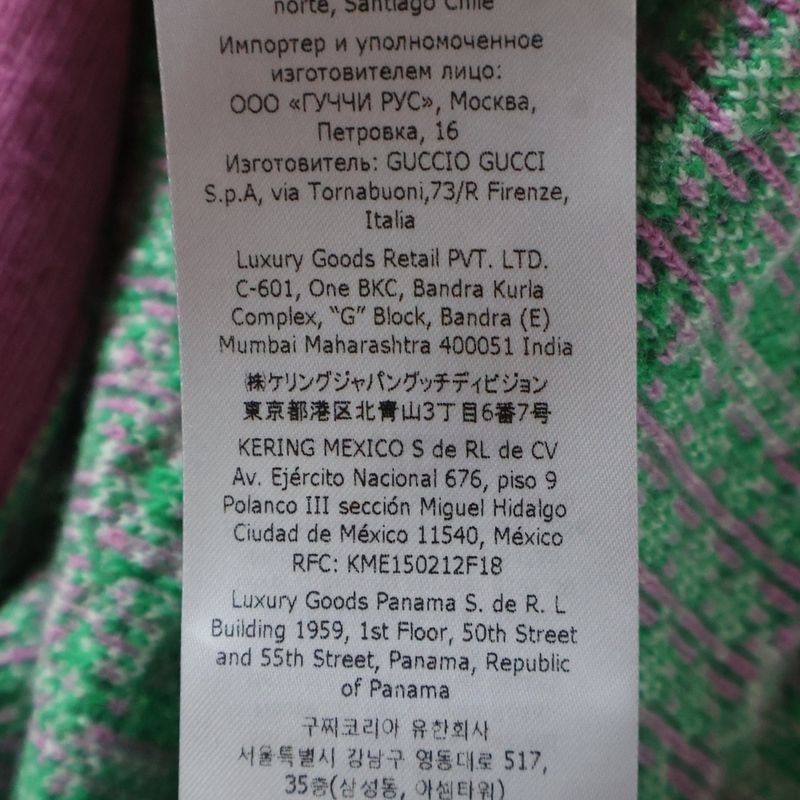 norte, Santiago Chile
Импортер и уполномоченное
изготовителем лицо:
ООО «ГУЧЧИ РУС», Москва,
Петровка, 16
Изготовитель: GUCCIO GUCCI
S.p.A, via Tornabuoni,73/R Firenze,
Italia
Luxury Goods Retail PVT. LTD.
C-601, One BKC, Bandra Kurla
Complex, “G” Block, Bandra (E)
Mumbai Maharashtra 400051 India
㈱ケリングジャパングッチディビジョン
東京都港区北青山3丁目6番7号
KERING MEXICO S de RL de CV
Av. Ejército Nacional 676, piso 9
Polanco III sección Miguel Hidalgo
Ciudad de México 11540, México
RFC: KME150212F18
Luxury Goods Panama S. de R. L
Building 1959, 1st Floor, 50th Street
and 55th Street, Panama, Republic
of Panama
구찌코리아 유한회사
서울특별시 강남구 영동대로 517,
35층(삼성동, 아셈타워)